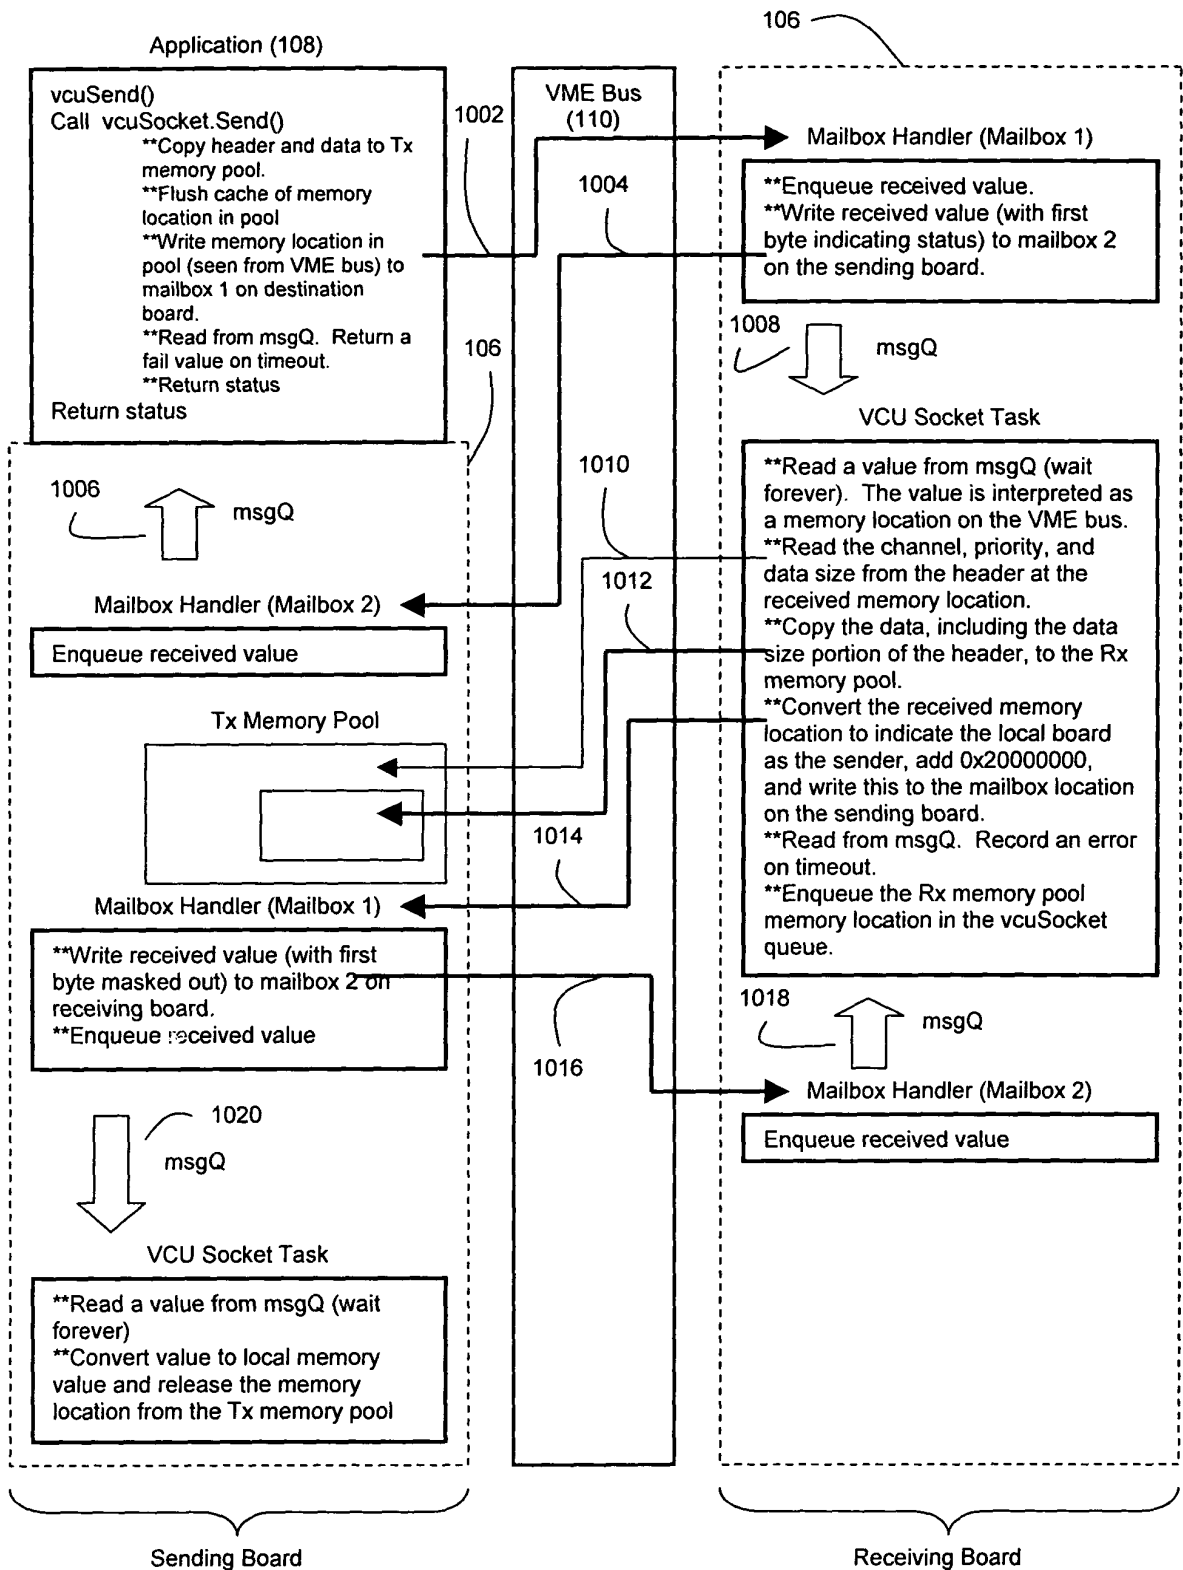 106
Application (108)
vcuSend()
Call vcuSocket.Send()
**Copy header and data to Tx
memory pool.
**Flush cache of memory
location in pool
**Write memory location in
pool (seen from VME bus) to
mailbox 1 on destination
board.
**Read from msgQ. Return a
fail value on timeout.
**Return status
Return status
1002
VME Bus
(110)
1004
Mailbox Handler (Mailbox 1)
**Enqueue received value.
**Write received value (with first
byte indicating status) to mailbox 2
on the sending board.
106
1008
msgQ
VCU Socket Task
**Read a value from msgQ (wait
forever). The value is interpreted as
a memory location on the VME bus.
**Read the channel, priority, and
data size from the header at the
received memory location.
**Copy the data, including the data
size portion of the header, to the Rx
memory pool.
**Convert the received memory
location to indicate the local board
as the sender, add 0x20000000,
and write this to the mailbox location
on the sending board.
**Read from msgQ. Record an error
on timeout.
**Enqueue the Rx memory pool
memory location in the vcuSocket
queue.
1006
msgQ
1010
1012
Mailbox Handler (Mailbox 2)
Enqueue received value
Tx Memory Pool
1014
Mailbox Handler (Mailbox 1)
**Write received value (with first
byte masked out) to mailbox 2 on
receiving board.
**Enqueue received value
1016
1018
msgQ
Mailbox Handler (Mailbox 2)
Enqueue received value
1020
msgQ
VCU Socket Task
**Read a value from msgQ (wait
forever)
**Convert value to local memory
value and release the memory
location from the Tx memory pool
Sending Board
Receiving Board